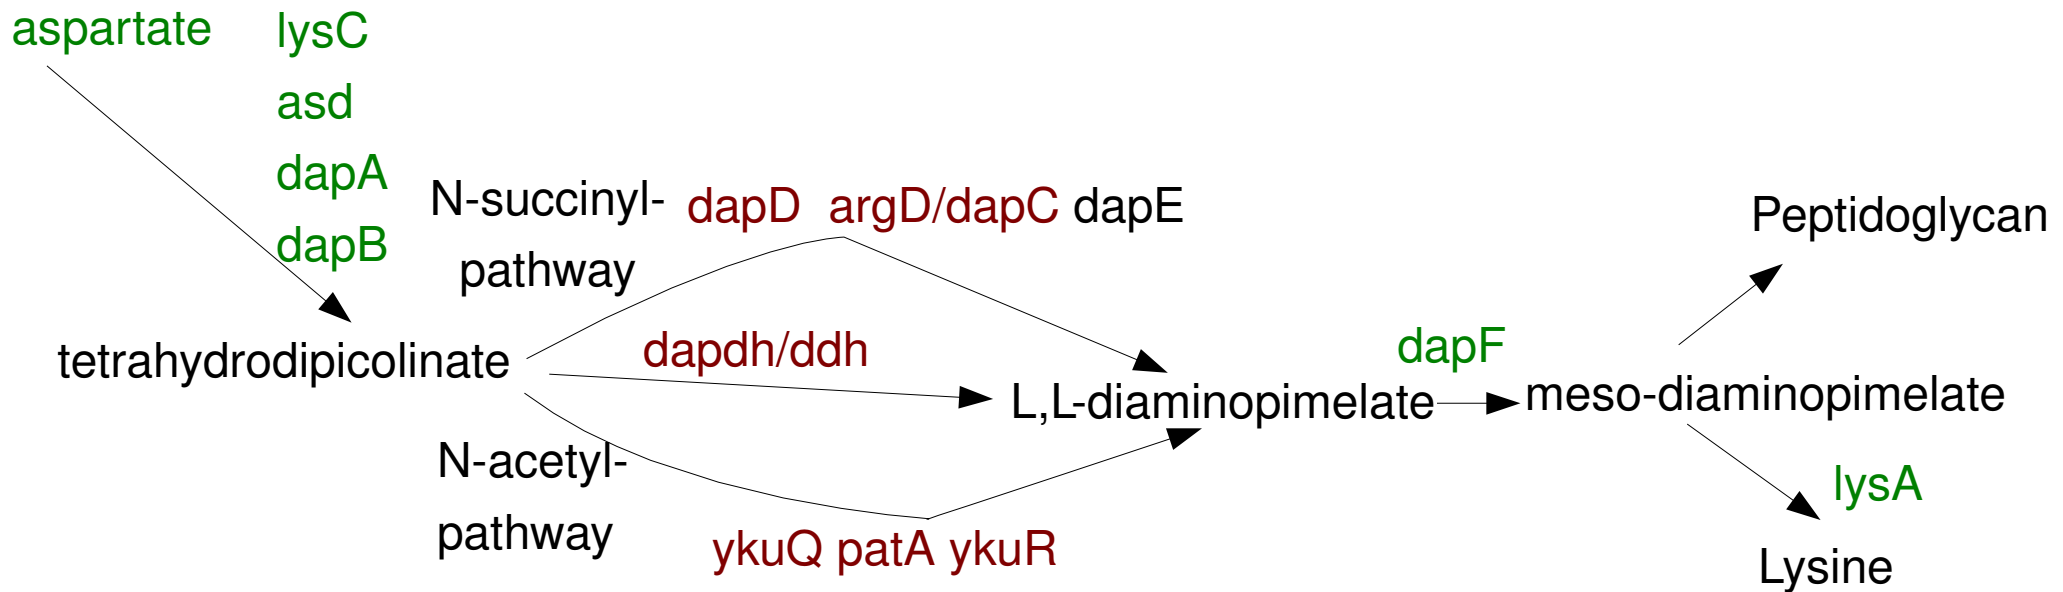 aspartate lysC
asd
dapA
dapB
N-succinyl-
pathway
dapD argD/dapC dapE
Peptidoglycan
tetrahydrodipicolinate
dapdh/ddh
L,L-diaminopimelate
dapF
meso-diaminopimelate
N-acetyl-
pathway
ykuQ patA ykuR
lysA
Lysine